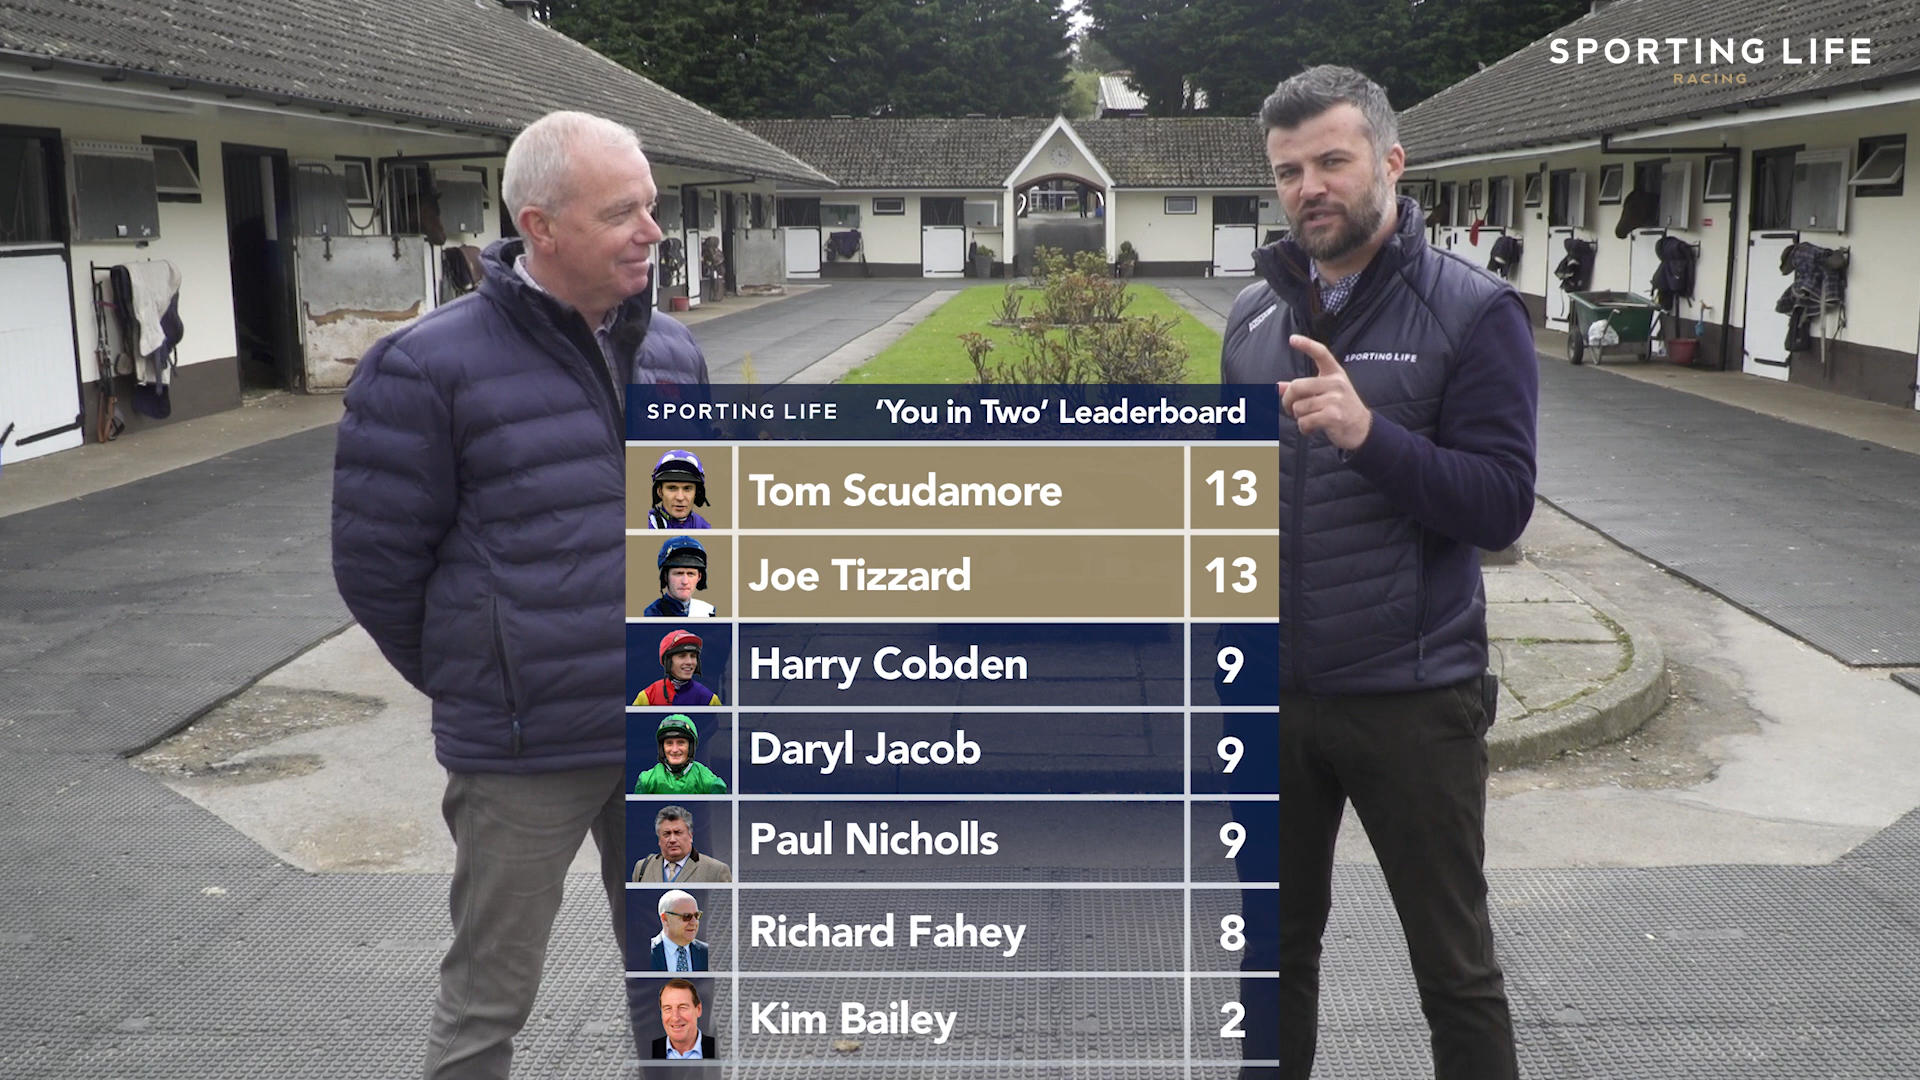 SPORTING LIFE
RACING
SPORTING LIFE
SPORTING LIFE 'You in Two' Leaderboard
Tom Scudamore 13
Joe Tizzard 13
Harry Cobden 9
Daryl Jacob 9
Paul Nicholls 9
Richard Fahey 8
Kim Bailey 2